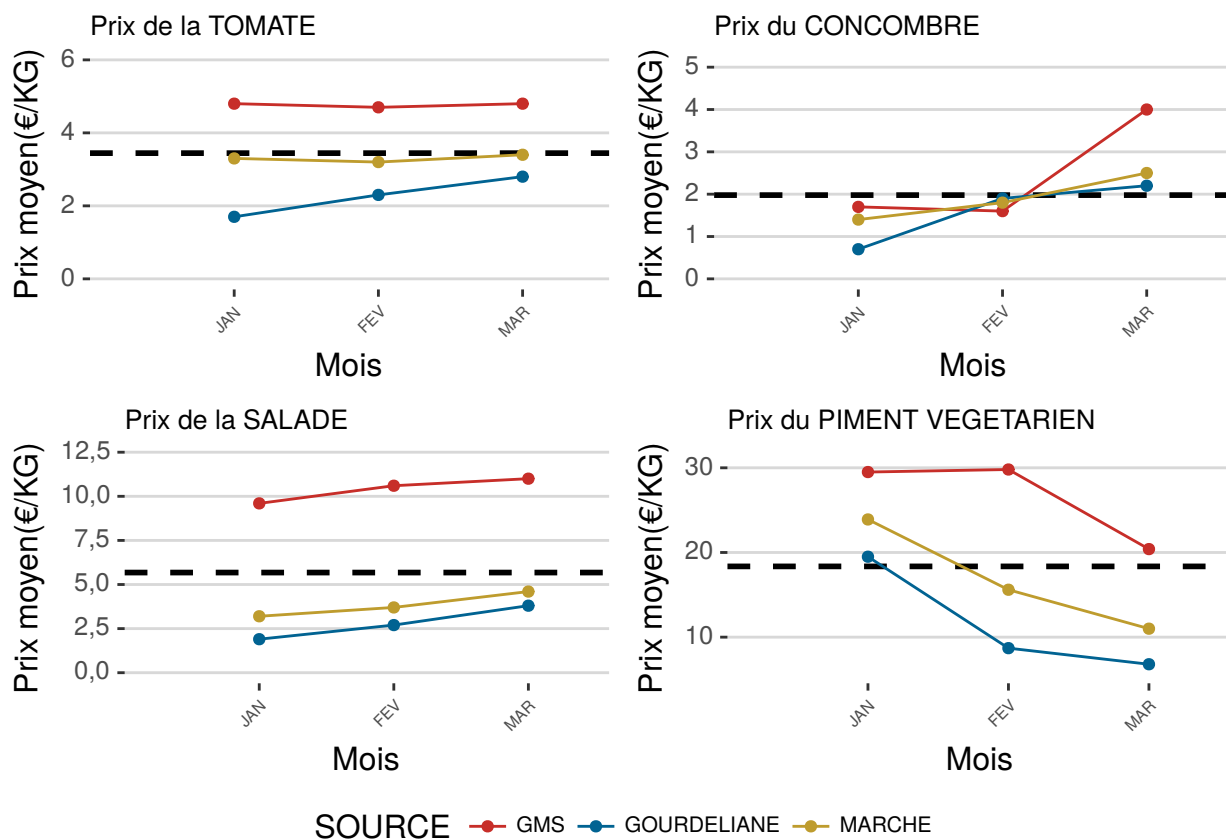 Prix de la TOMATE
Prix moyen(€/KG)
6
4
2
0
JAN
FEV
MAR
Mois
Prix du CONCOMBRE
Prix moyen(€/KG)
5
4
3
2
1
0
JAN
FEV
MAR
Mois
Prix de la SALADE
Prix moyen(€/KG)
12,5
10,0
7,5
5,0
2,5
0,0
JAN
FEV
MAR
Mois
Prix du PIMENT VEGETARIEN
Prix moyen(€/KG)
30
20
10
JAN
FEV
MAR
Mois
SOURCE GMS GOURDELIANE MARCHE